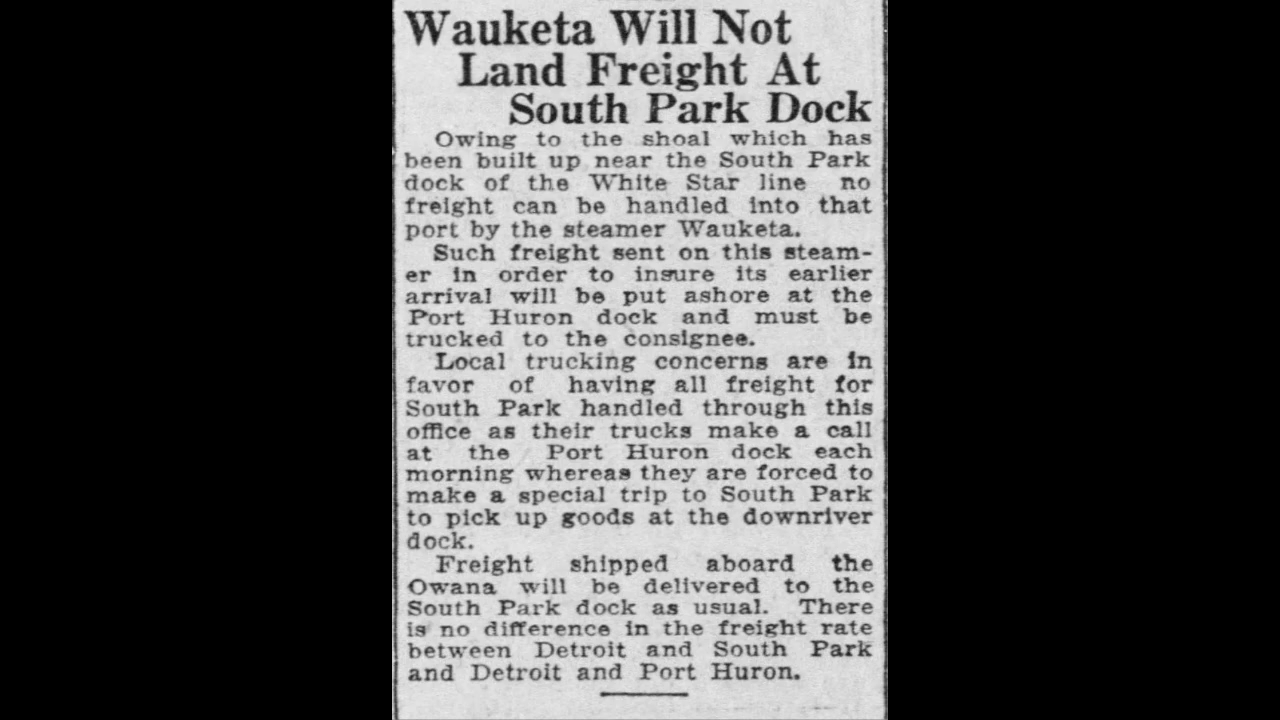 Wauketa Will Not
Land Freight At
South Park Dock
Owing to the shoal which has
been built up near the South Park
dock of the White Star line no
freight can be handled into that
port by the steamer Wauketa.
Such freight sent on this steam-
er in order to insure its earlier
arrival will be put ashore at the
Port Huron dock and must be
trucked to the consignee.
Local trucking concerns are in
favor of having all freight for
South Park handled through this
office as their trucks make a call
at the Port Huron dock each
morning whereas they are forced to
make a special trip to South Park
to pick up goods at the downriver
dock.
Freight shipped aboard the
Owana will be delivered to the
South Park dock as usual. There
is no difference in the freight rate
between Detroit and South Park
and Detroit and Port Huron.